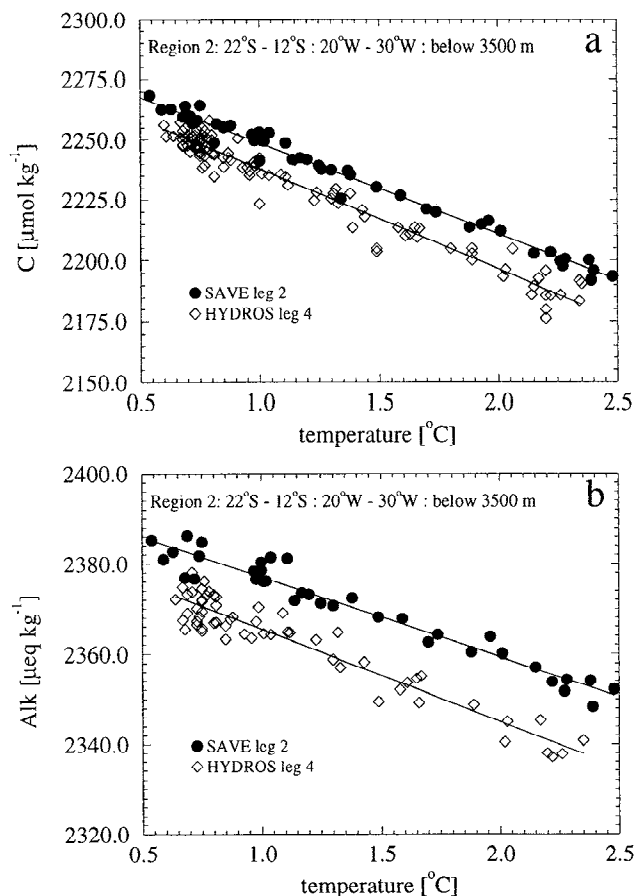 2275.0
Region 2: 22°S - 12°S : 20°W - 30°W : below 3500 m
a
2250.0
2225.0
C [μmol kg⁻¹]
2200.0
SAVE leg 2
HYDROS leg 4
2175.0
2150.0
0.5 1.0 1.5 2.0 2.5
temperature [°C]
2400.0
Region 2: 22°S - 12°S : 20°W - 30°W : below 3500 m
b
2380.0
2360.0
Alk [μeq kg⁻¹]
2340.0
SAVE leg 2
HYDROS leg 4
2320.0
0.5 1.0 1.5 2.0 2.5
temperature [°C]